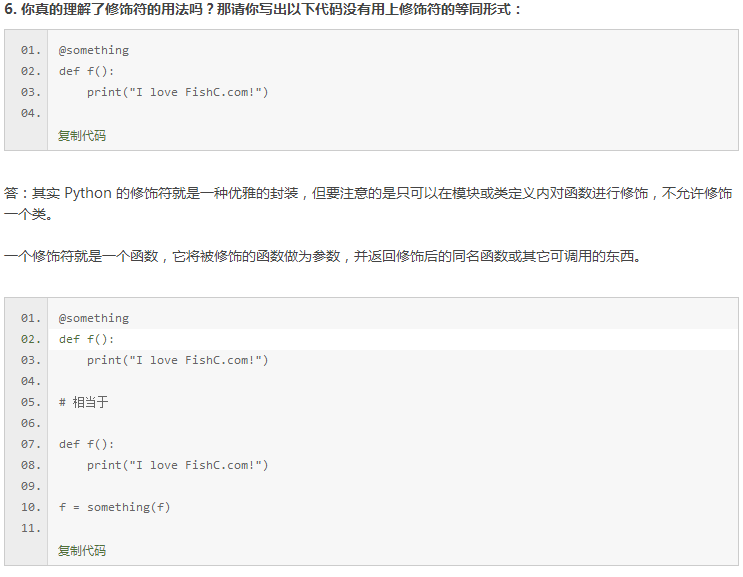 6. 你真的理解了修饰符的用法吗？那请你写出以下代码没有用上修饰符的等同形式：
01. @something
02. def f():
03.     print("I love FishC.com!")
04.
复制代码
答：其实 Python 的修饰符就是一种优雅的封装，但要注意的是只可以在模块或类定义内对函数进行修饰，不允许修饰
一个类。
一个修饰符就是一个函数，它将被修饰的函数做为参数，并返回修饰后的同名函数或其它可调用的东西。
01. @something
02. def f():
03.     print("I love FishC.com!")
04.
05. # 相当于
06.
07. def f():
08.     print("I love FishC.com!")
09.
10. f = something(f)
11.
复制代码